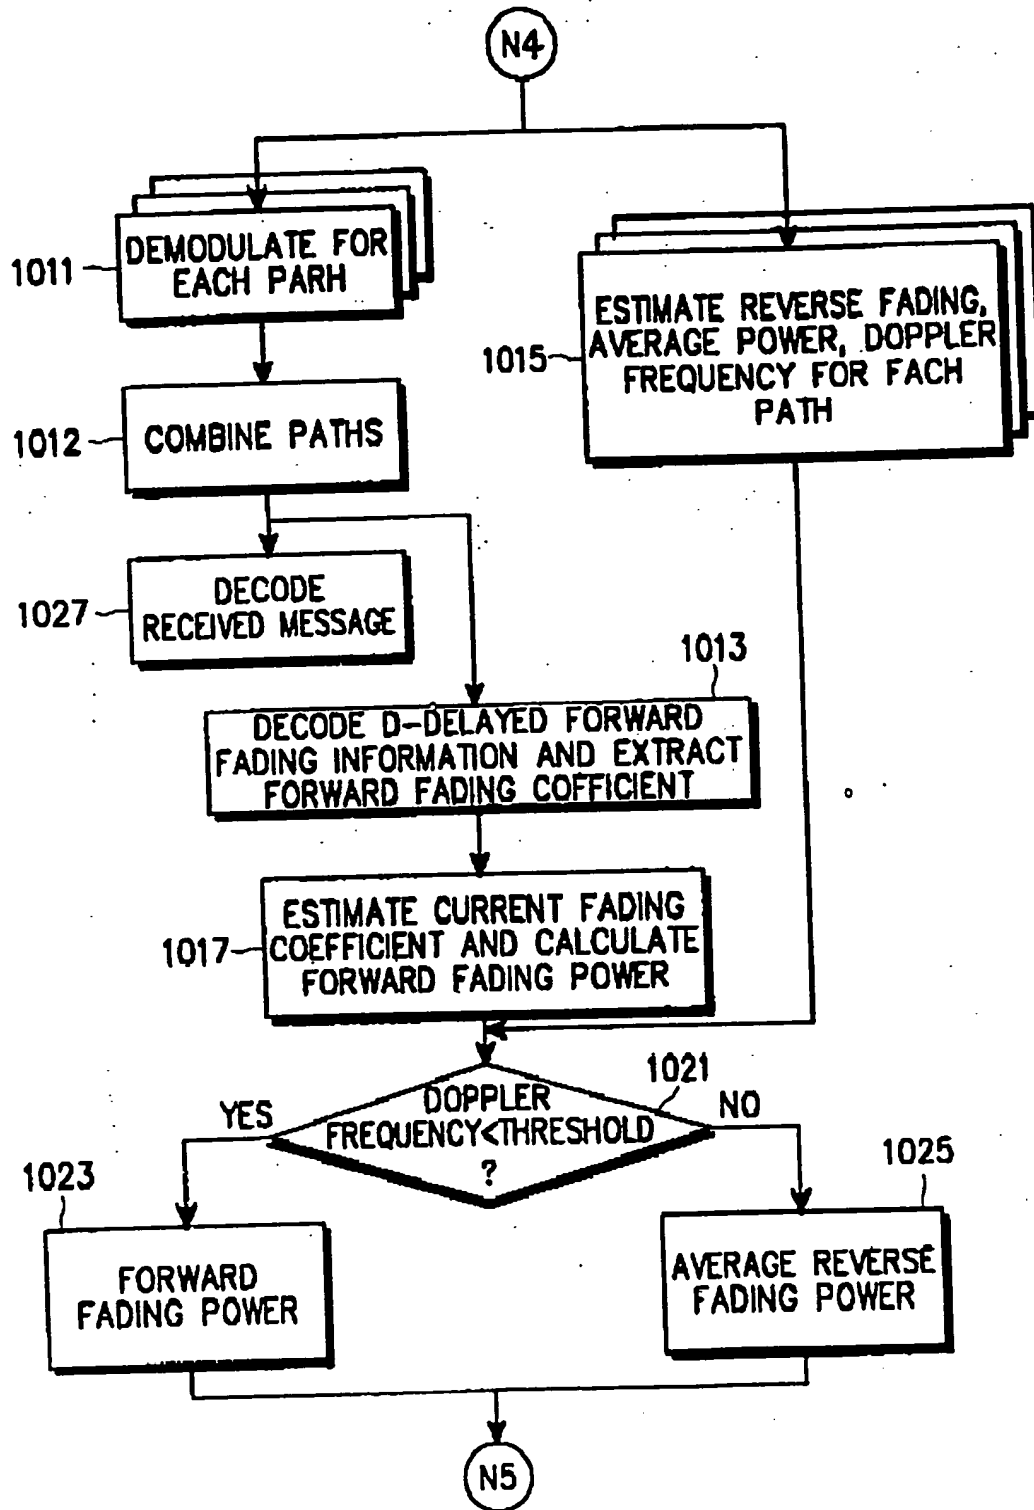 N4
1011
DEMODULATE FOR
EACH PARH
1015
ESTIMATE REVERSE FADING,
AVERAGE POWER, DOPPLER
FREQUENCY FOR FACH
PATH
1012
COMBINE PATHS
1027
DECODE
RECEIVED MESSAGE
1013
DECODE D-DELAYED FORWARD
FADING INFORMATION AND EXTRACT
FORWARD FADING COFFICIENT
1017
ESTIMATE CURRENT FADING
COEFFICIENT AND CALCULATE
FORWARD FADING POWER
1021
DOPPLER
FREQUENCY<THRESHOLD
?
YES
NO
1023
FORWARD
FADING POWER
1025
AVERAGE REVERSE
FADING POWER
N5